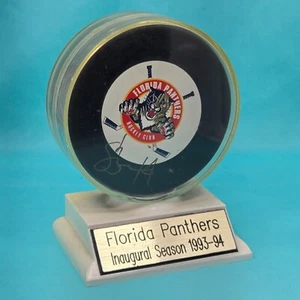 FLORIDA PANTHERS
HOCKEY CLUB
Florida Panthers
Inaugural Season 1993-94